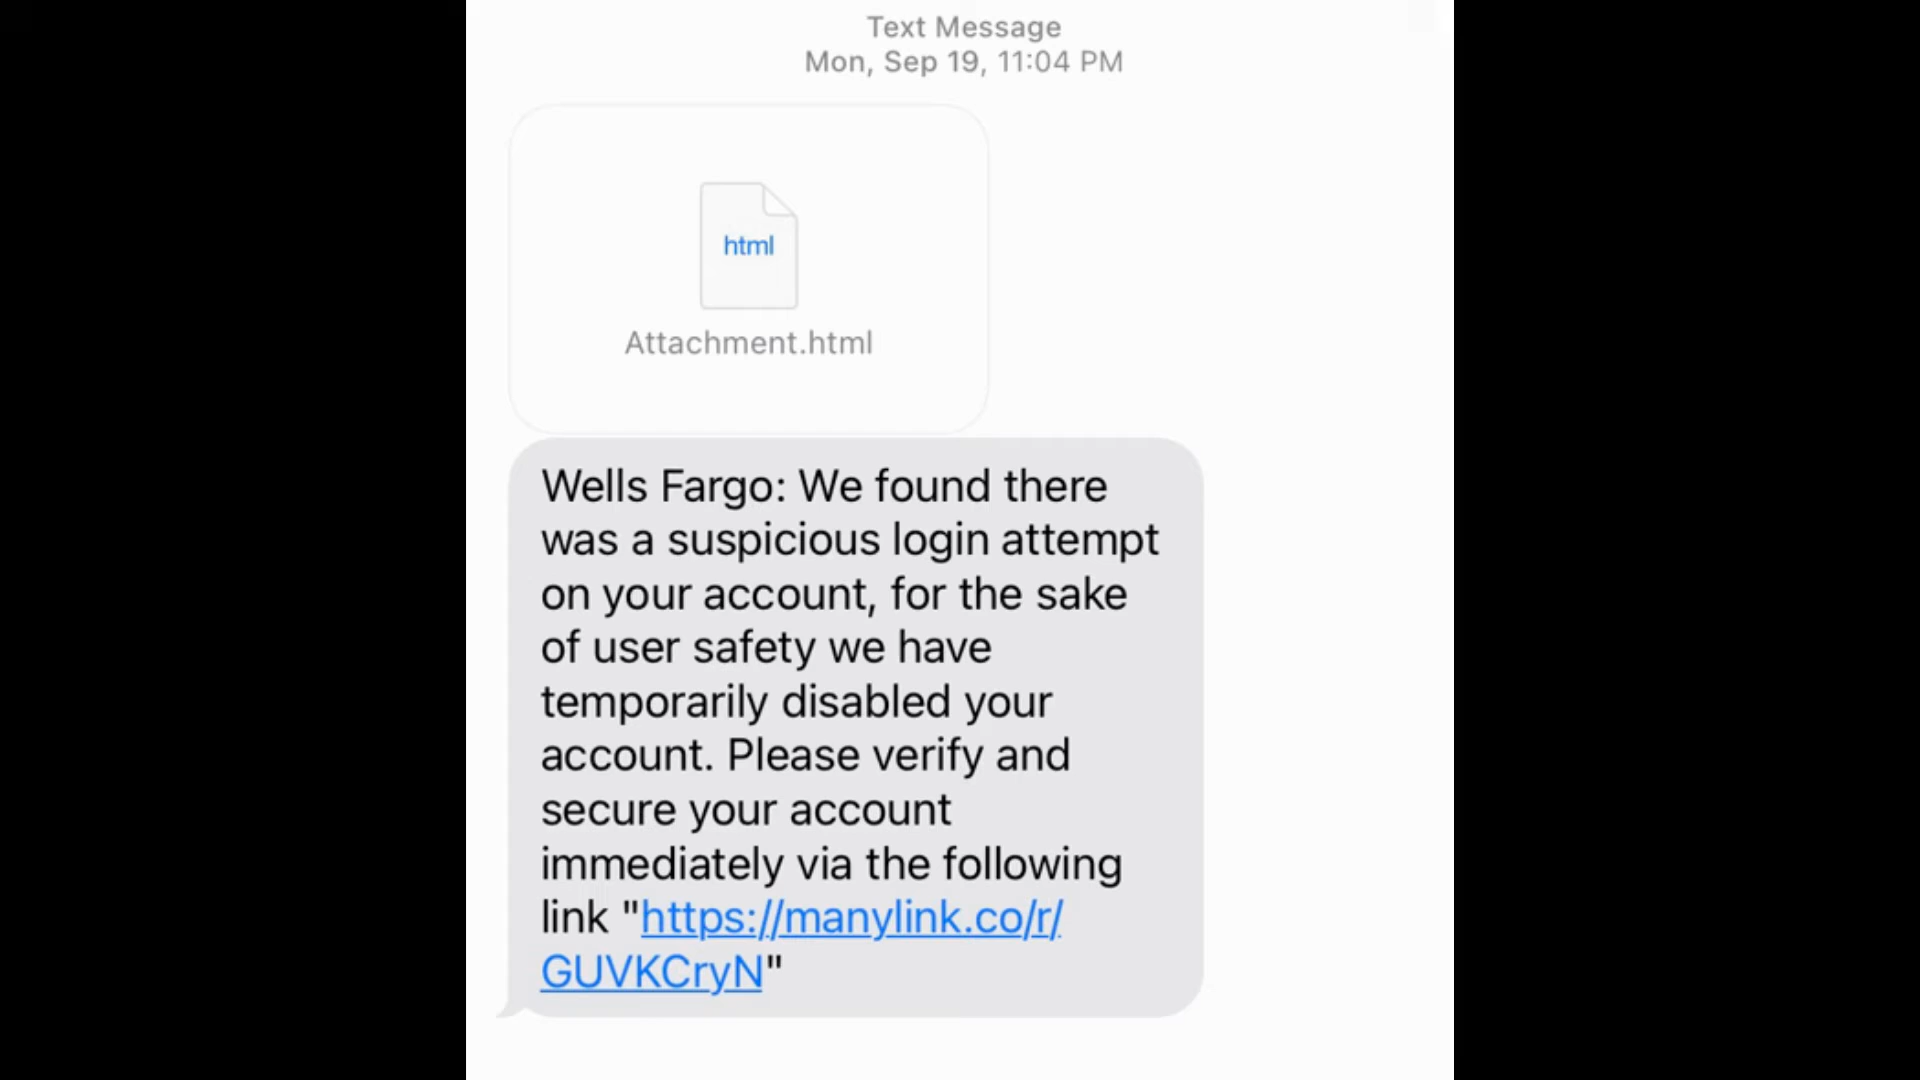 Text Message
Mon, Sep 19, 11:04 PM
html
Attachment.html
Wells Fargo: We found there
was a suspicious login attempt
on your account, for the sake
of user safety we have
temporarily disabled your
account. Please verify and
secure your account
immediately via the following
link "https://manylink.co/r/
GUVKCryN"